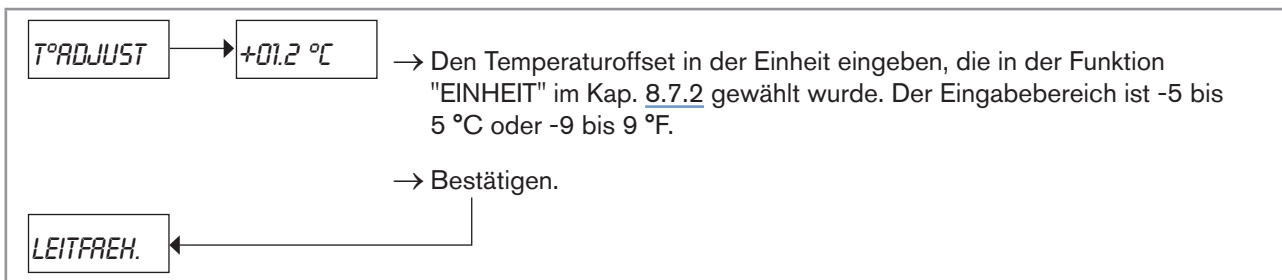 T°ADJUST
+01.2 °C
→ Den Temperaturoffset in der Einheit eingeben, die in der Funktion
"EINHEIT" im Kap. 8.7.2 gewählt wurde. Der Eingabebereich ist -5 bis
5 °C oder -9 bis 9 °F.
→ Bestätigen.
LEITFAEH.